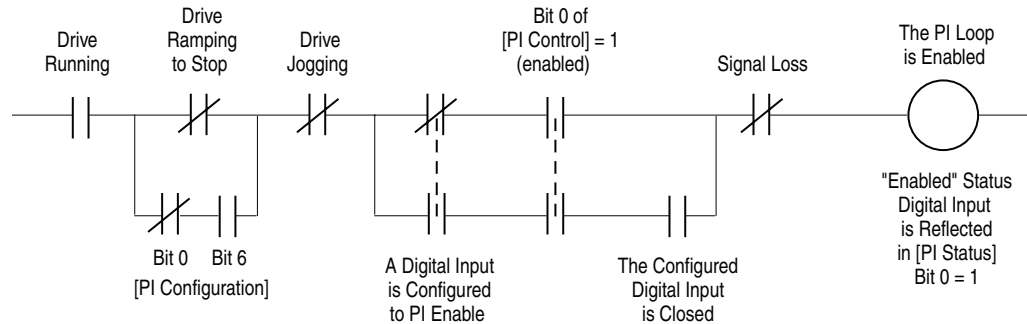 Drive
Running
Drive
Ramping
to Stop
Drive
Jogging
Bit 0 of
[PI Control] = 1
(enabled)
Signal Loss
The PI Loop
is Enabled
Bit 0
Bit 6
[PI Configuration]
A Digital Input
is Configured
to PI Enable
The Configured
Digital Input
is Closed
"Enabled" Status
Digital Input
is Reflected
in [PI Status]
Bit 0 = 1